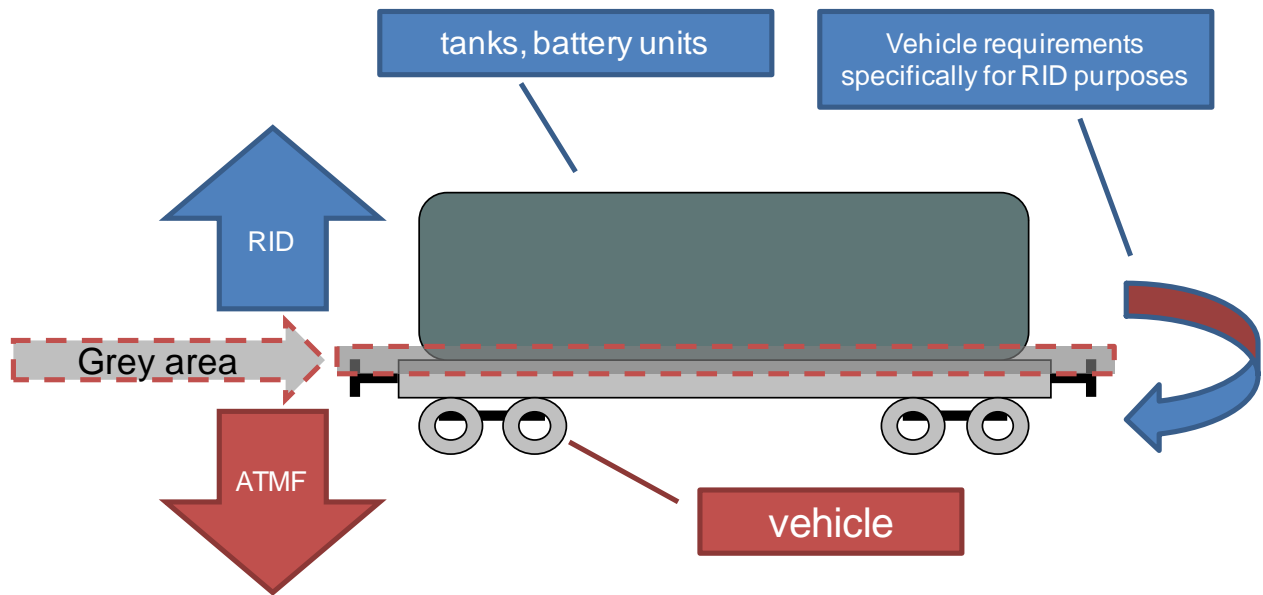 tanks, battery units
Vehicle requirements
specifically for RID purposes
RID
Grey area
ATMF
vehicle